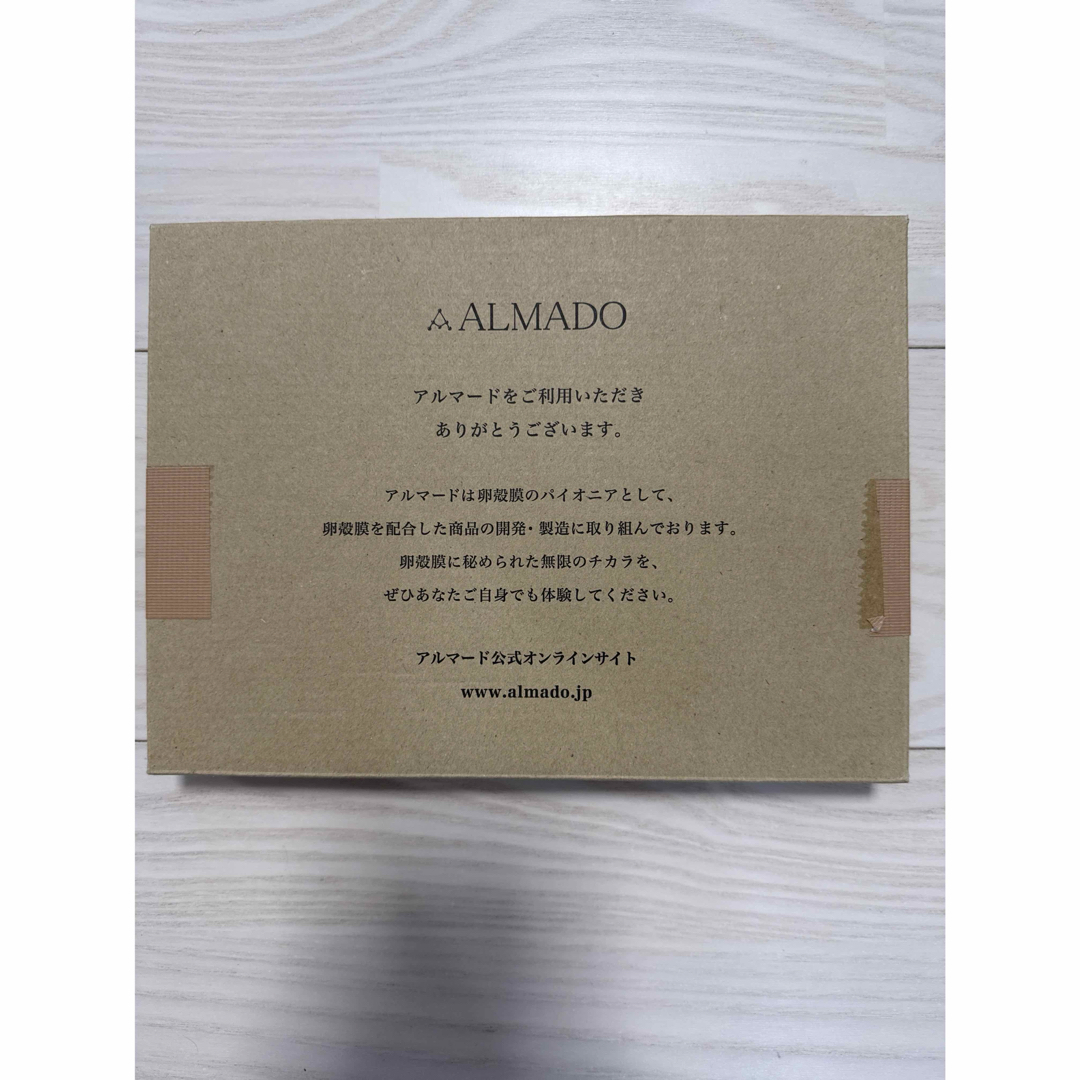 ALMADO
アルマードをご利用いただき
ありがとうございます。
アルマードは卵殻膜のパイオニアとして、
卵殻膜を配合した商品の開発・製造に取り組んでおります。
卵殻膜に秘められた無限のチカラを、
ぜひあなたご自身でも体験してください。
アルマード公式オンラインサイト
www.almado.jp